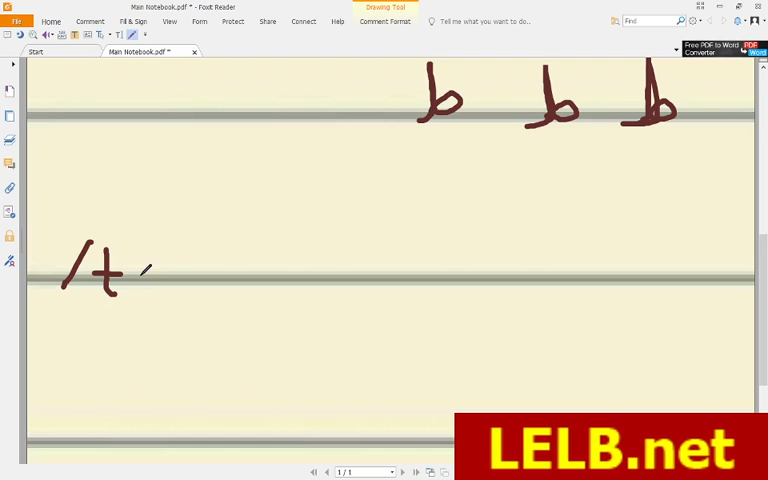 Main Notebook.pdf * - Foxit Reader
Drawing Tool
File Home Comment Fill & Sign View Form Protect Share Connect Help Comment Format Tell me what you want to do.. Find
Start Main Notebook.pdf *
Free PDF to Word Converter PDF Word
b b b
/t
LELB.net
1 / 1